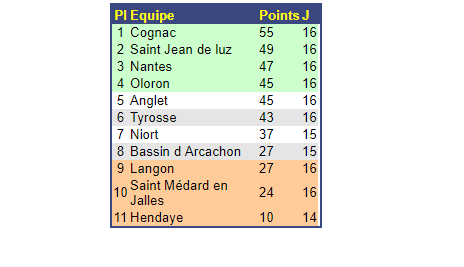 Pl Equipe Points J
1 Cognac 55 16
2 Saint Jean de luz 49 16
3 Nantes 47 16
4 Oloron 45 16
5 Anglet 45 16
6 Tyrosse 43 16
7 Niort 37 15
8 Bassin d Arcachon 27 15
9 Langon 27 16
10 Saint Médard en
Jalles 24 16
11 Hendaye 10 14